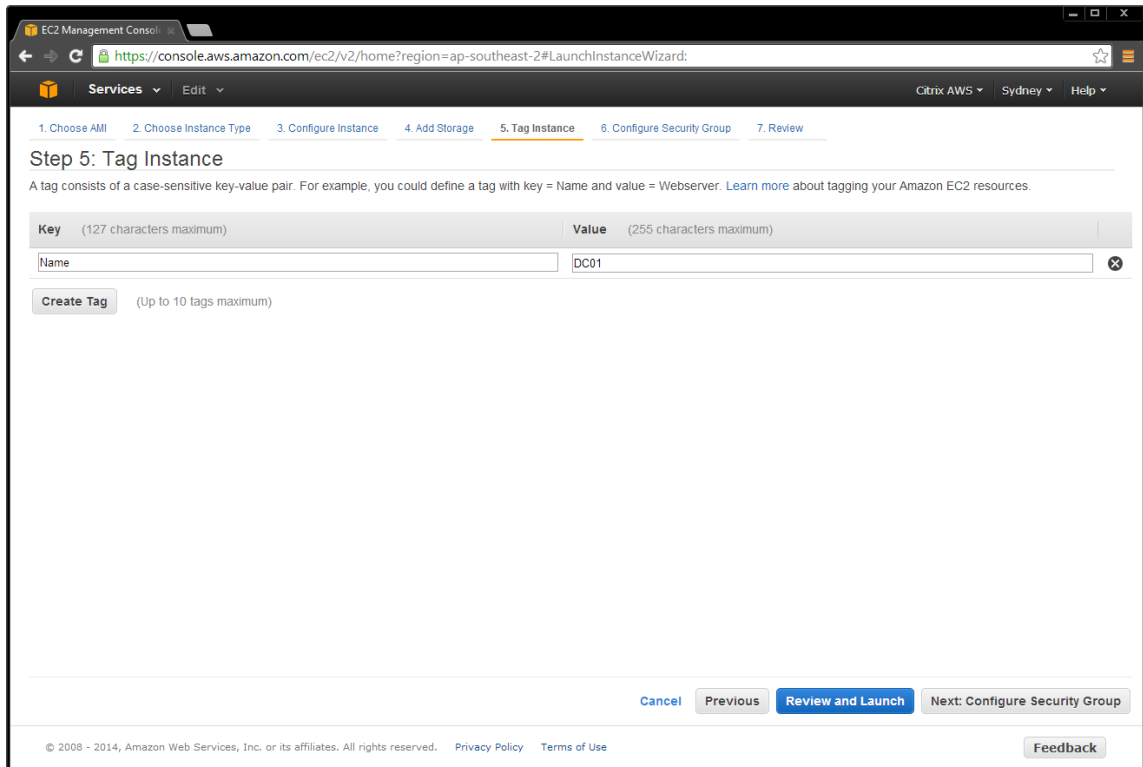 EC2 Management Consol
https://console.aws.amazon.com/ec2/v2/home?region=ap-southeast-2#LaunchInstanceWizard:
Services Edit Citrix AWS Sydney Help
1. Choose AMI 2. Choose Instance Type 3. Configure Instance 4. Add Storage 5. Tag Instance 6. Configure Security Group 7. Review
Step 5: Tag Instance
A tag consists of a case-sensitive key-value pair. For example, you could define a tag with key = Name and value = Webserver. Learn more about tagging your Amazon EC2 resources.
Key (127 characters maximum) Value (255 characters maximum)
Name DC01
Create Tag (Up to 10 tags maximum)
Cancel Previous Review and Launch Next: Configure Security Group
© 2008 - 2014, Amazon Web Services, Inc. or its affiliates. All rights reserved. Privacy Policy Terms of Use Feedback